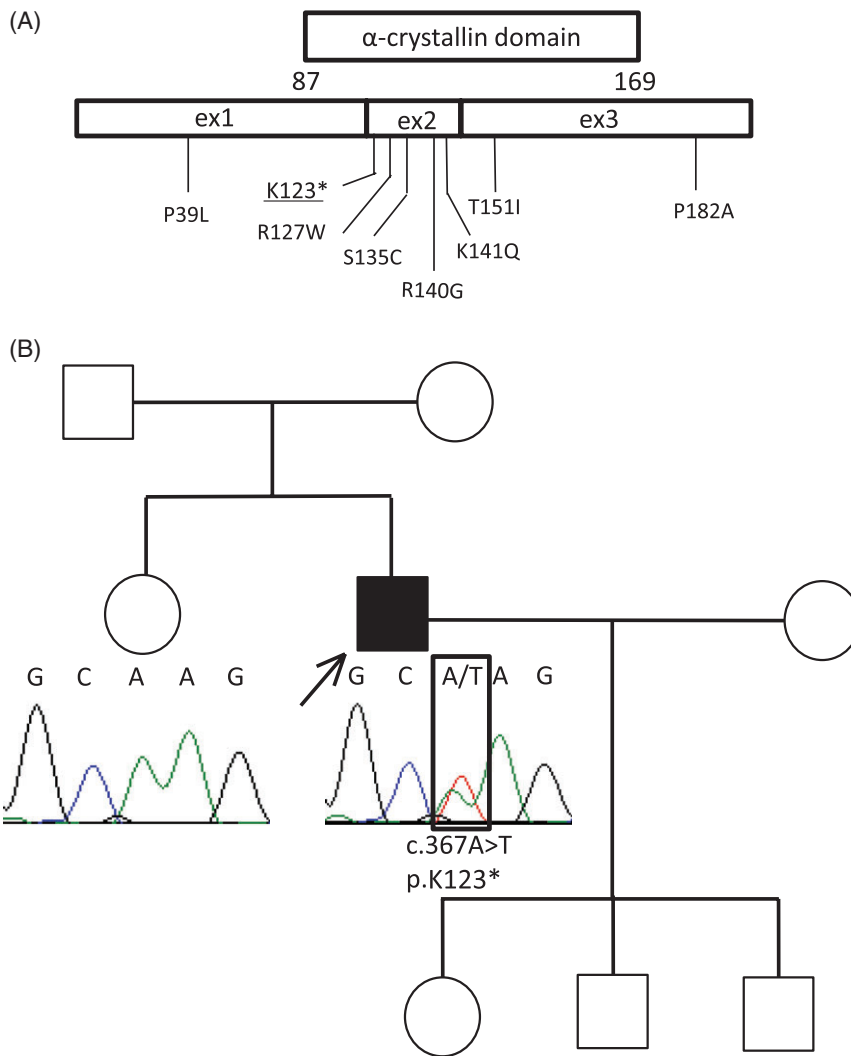 (A)
α-crystallin domain
87 169
ex1 ex2 ex3
P39L
K123*
R127W
S135C
R140G
K141Q
T151I
P182A
(B)
G C A A G
G C A/T A G
c.367A>T
p.K123*